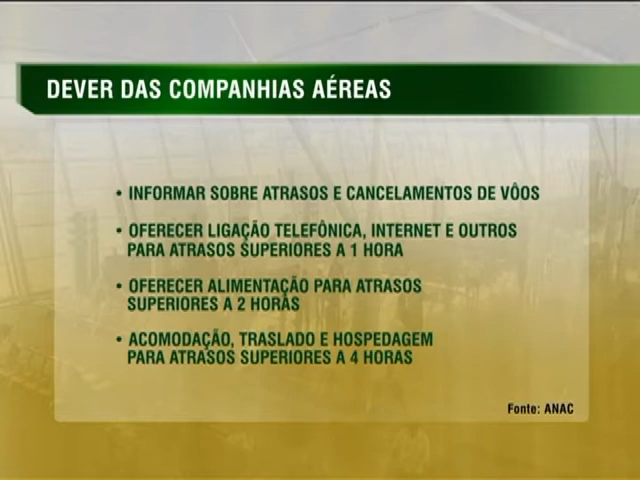 DEVER DAS COMPANHIAS AÉREAS
• INFORMAR SOBRE ATRASOS E CANCELAMENTOS DE VÔOS
• OFERECER LIGAÇÃO TELEFÔNICA, INTERNET E OUTROS
PARA ATRASOS SUPERIORES A 1 HORA
• OFERECER ALIMENTAÇÃO PARA ATRASOS
SUPERIORES A 2 HORAS
• ACOMODAÇÃO, TRASLADO E HOSPEDAGEM
PARA ATRASOS SUPERIORES A 4 HORAS
Fonte: ANAC